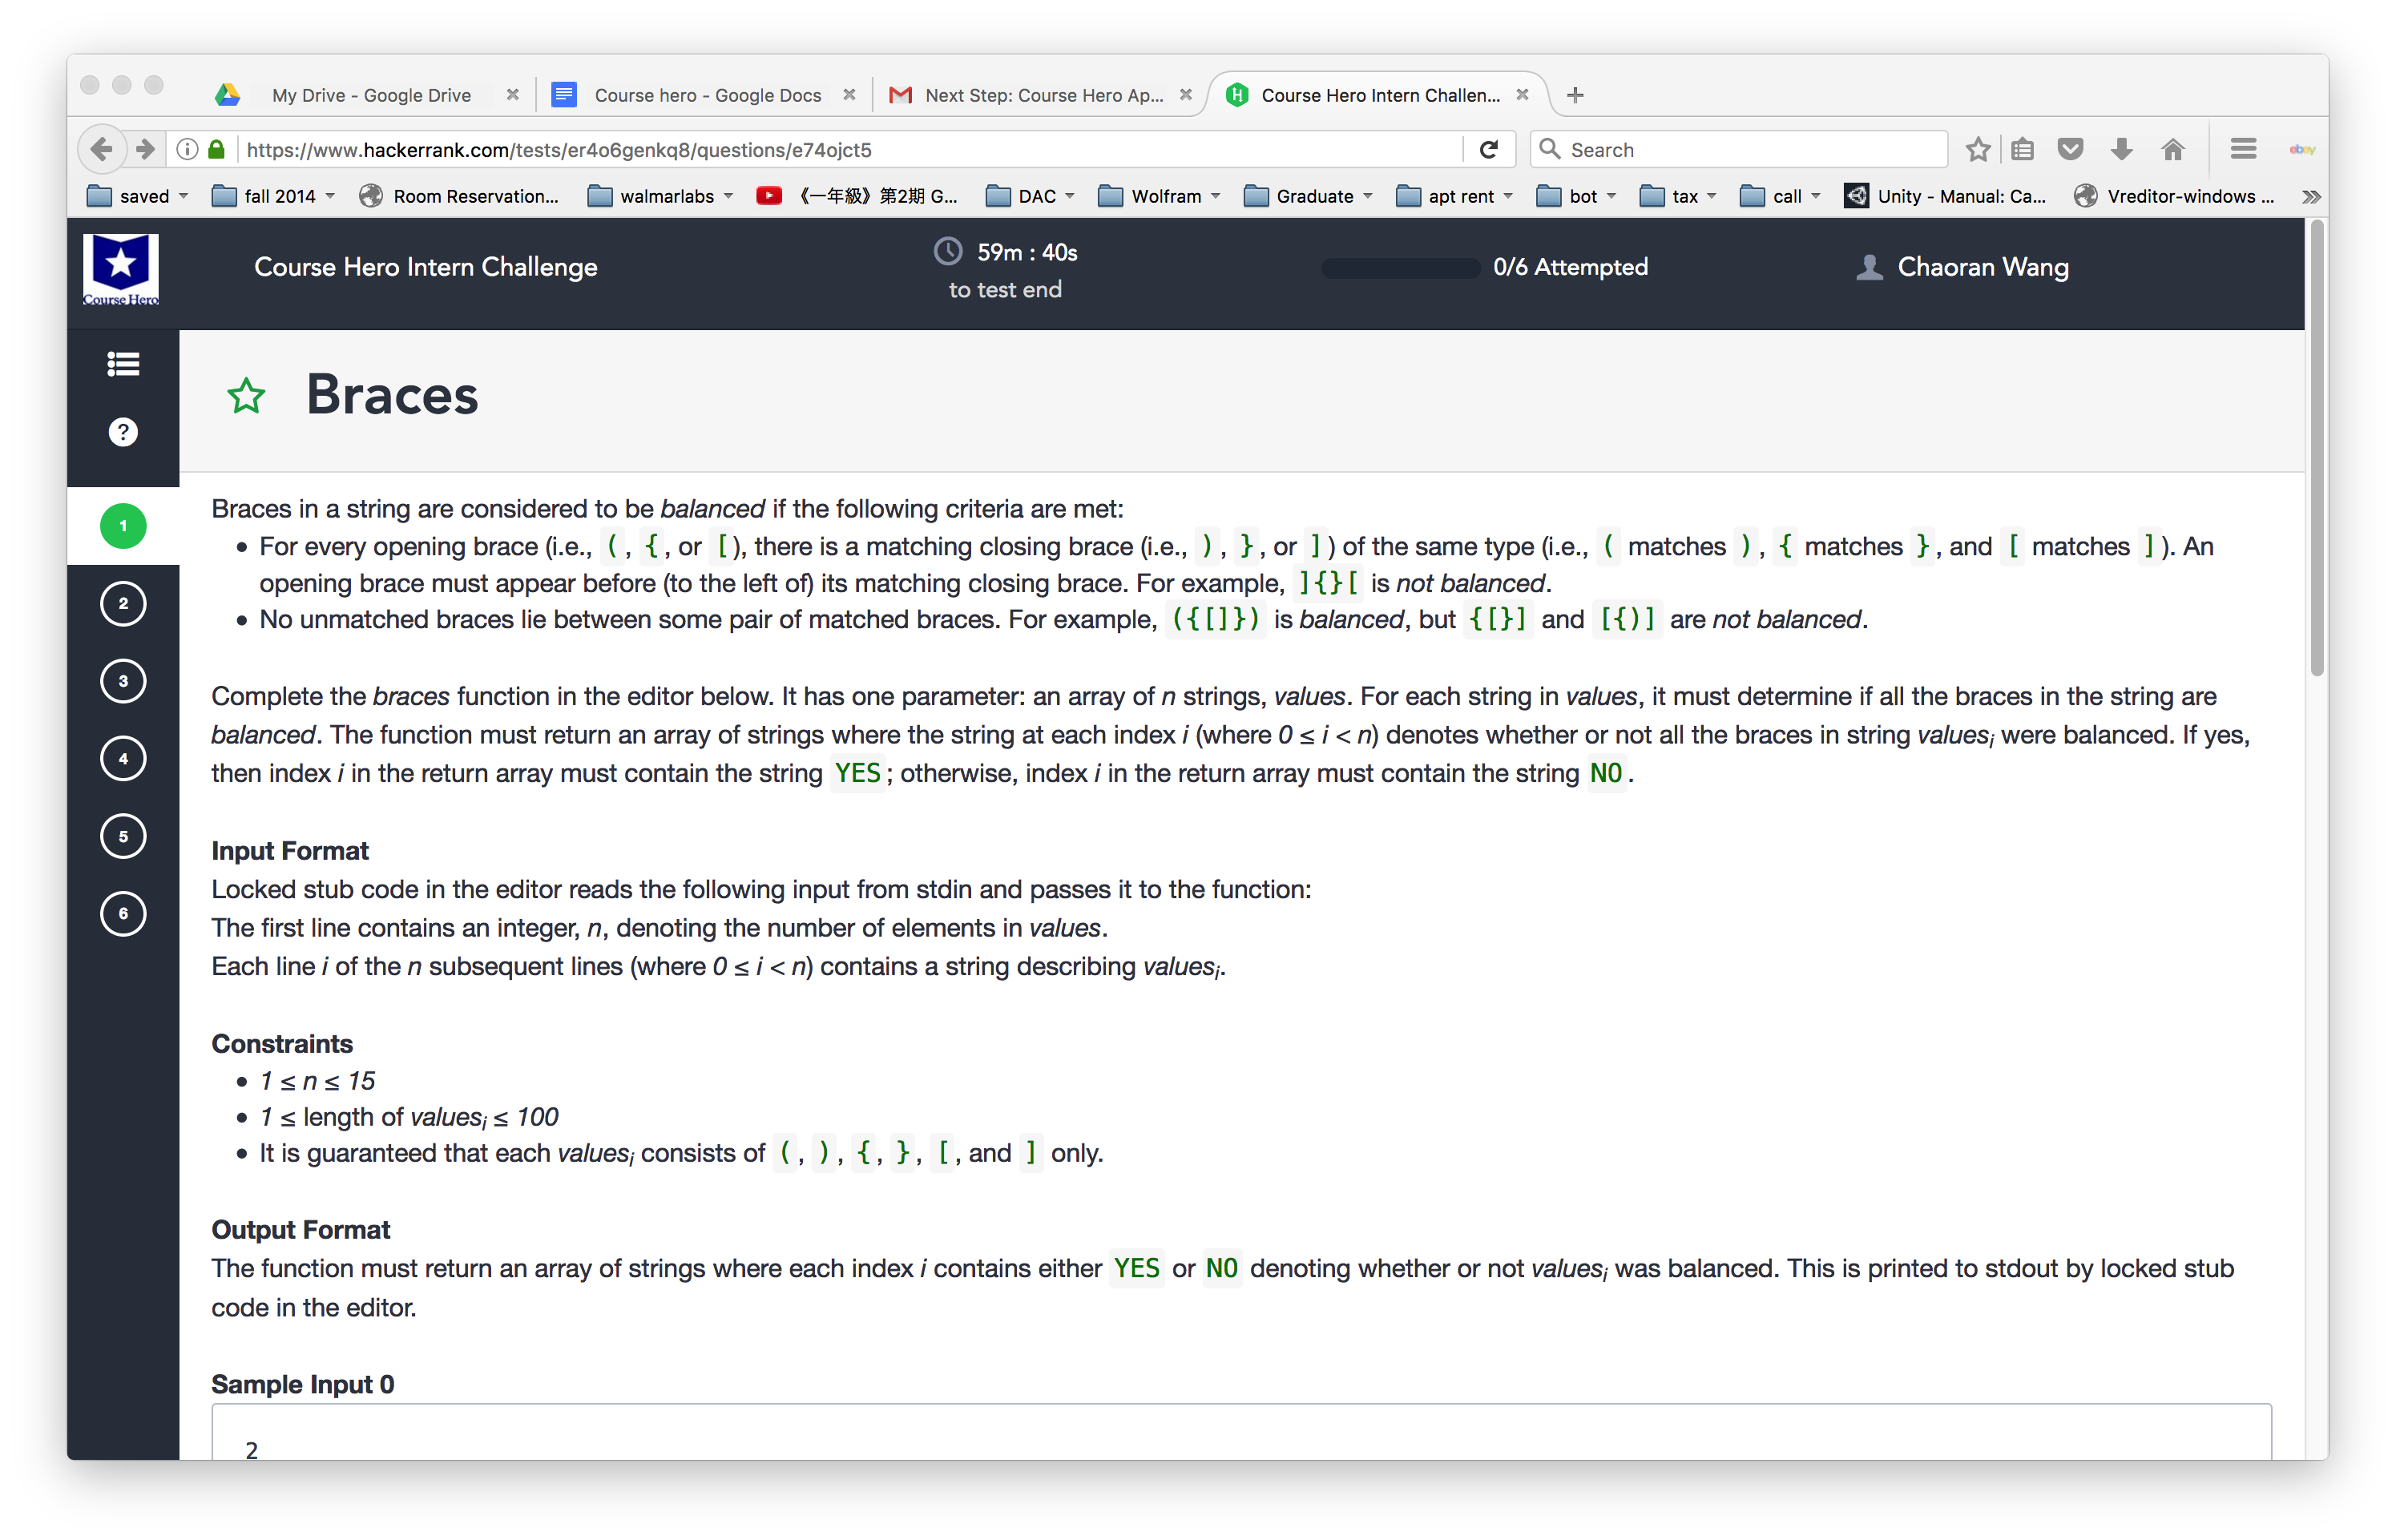 My Drive - Google Drive
Course hero - Google Docs
Next Step: Course Hero Ap...
Course Hero Intern Challen...
https://www.hackerrank.com/tests/er4o6genkq8/questions/e74ojct5
Search
ebay
saved
fall 2014
Room Reservation...
walmarlabs
《一年級》第2期 G...
DAC
Wolfram
Graduate
apt rent
bot
tax
call
Unity - Manual: Ca...
Vreditor-windows ...
Course Hero
Course Hero Intern Challenge
59m : 40s
to test end
0/6 Attempted
Chaoran Wang
Braces
1
2
3
4
5
6
Braces in a string are considered to be balanced if the following criteria are met:
• For every opening brace (i.e., (, {, or [), there is a matching closing brace (i.e., ), }, or ]) of the same type (i.e., ( matches ), { matches }, and [ matches ]). An
opening brace must appear before (to the left of) its matching closing brace. For example, ]{}[ is not balanced.
• No unmatched braces lie between some pair of matched braces. For example, ({[]}) is balanced, but {[}] and [{)] are not balanced.
Complete the braces function in the editor below. It has one parameter: an array of n strings, values. For each string in values, it must determine if all the braces in the string are
balanced. The function must return an array of strings where the string at each index i (where 0 ≤ i < n) denotes whether or not all the braces in string valuesi were balanced. If yes,
then index i in the return array must contain the string YES; otherwise, index i in the return array must contain the string NO.
Input Format
Locked stub code in the editor reads the following input from stdin and passes it to the function:
The first line contains an integer, n, denoting the number of elements in values.
Each line i of the n subsequent lines (where 0 ≤ i < n) contains a string describing valuesi.
Constraints
• 1 ≤ n ≤ 15
• 1 ≤ length of valuesi ≤ 100
• It is guaranteed that each valuesi consists of (, ), {, }, [, and ] only.
Output Format
The function must return an array of strings where each index i contains either YES or NO denoting whether or not valuesi was balanced. This is printed to stdout by locked stub
code in the editor.
Sample Input 0
2